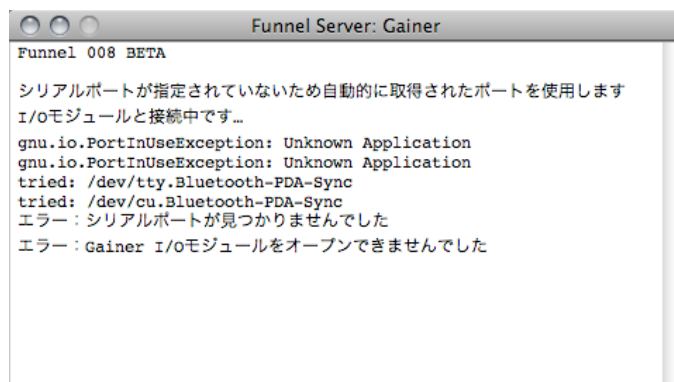 Funnel Server: Gainer
Funnel 008 BETA
シリアルポートが指定されていないため自動的に取得されたポートを使用します
I/Oモジュールと接続中です…
gnu.io.PortInUseException: Unknown Application
gnu.io.PortInUseException: Unknown Application
tried: /dev/tty.Bluetooth-PDA-Sync
tried: /dev/cu.Bluetooth-PDA-Sync
エラー：シリアルポートが見つかりませんでした
エラー：Gainer I/Oモジュールをオープンできませんでした